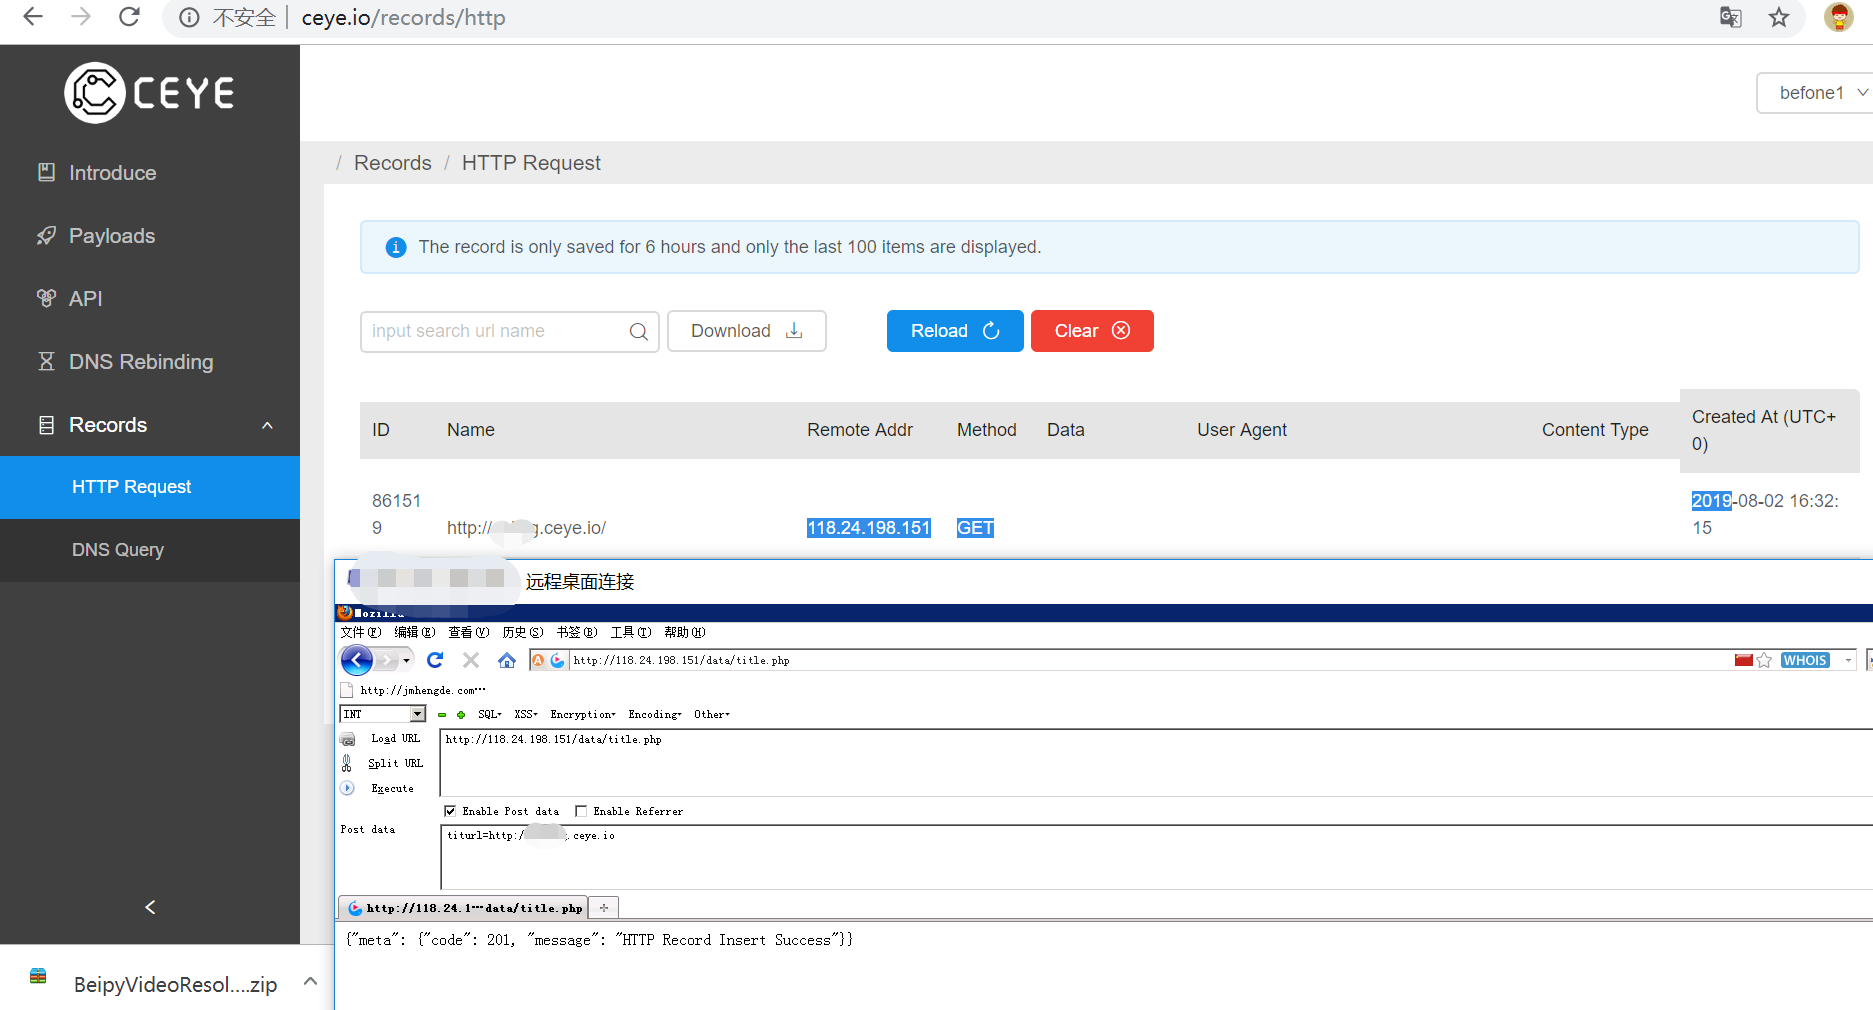 不安全 ceye.io/records/http
CEYE
befone1
Introduce
Payloads
API
DNS Rebinding
Records
HTTP Request
DNS Query
/ Records / HTTP Request
The record is only saved for 6 hours and only the last 100 items are displayed.
input search url name
Download
Reload
Clear
ID Name Remote Addr Method Data User Agent Content Type Created At (UTC+
0)
86151
9 http:// g.ceye.io/ 118.24.198.151 GET 2019-08-02 16:32:
15
远程桌面连接
Mozilla
文件(F) 编辑(E) 查看(V) 历史(S) 书签(B) 工具(T) 帮助(H)
http://118.24.198.151/data/title.php WHOIS
http://jmhengde.com…
INT SQL XSS Encryption Encoding Other
Load URL http://118.24.198.151/data/title.php
Split URL
Execute
Enable Post data Enable Referrer
Post data titurl=http:/ .ceye.io
http://118.24.1…data/title.php
{"meta": {"code": 201, "message": "HTTP Record Insert Success"}}
BeipyVideoResol....zip